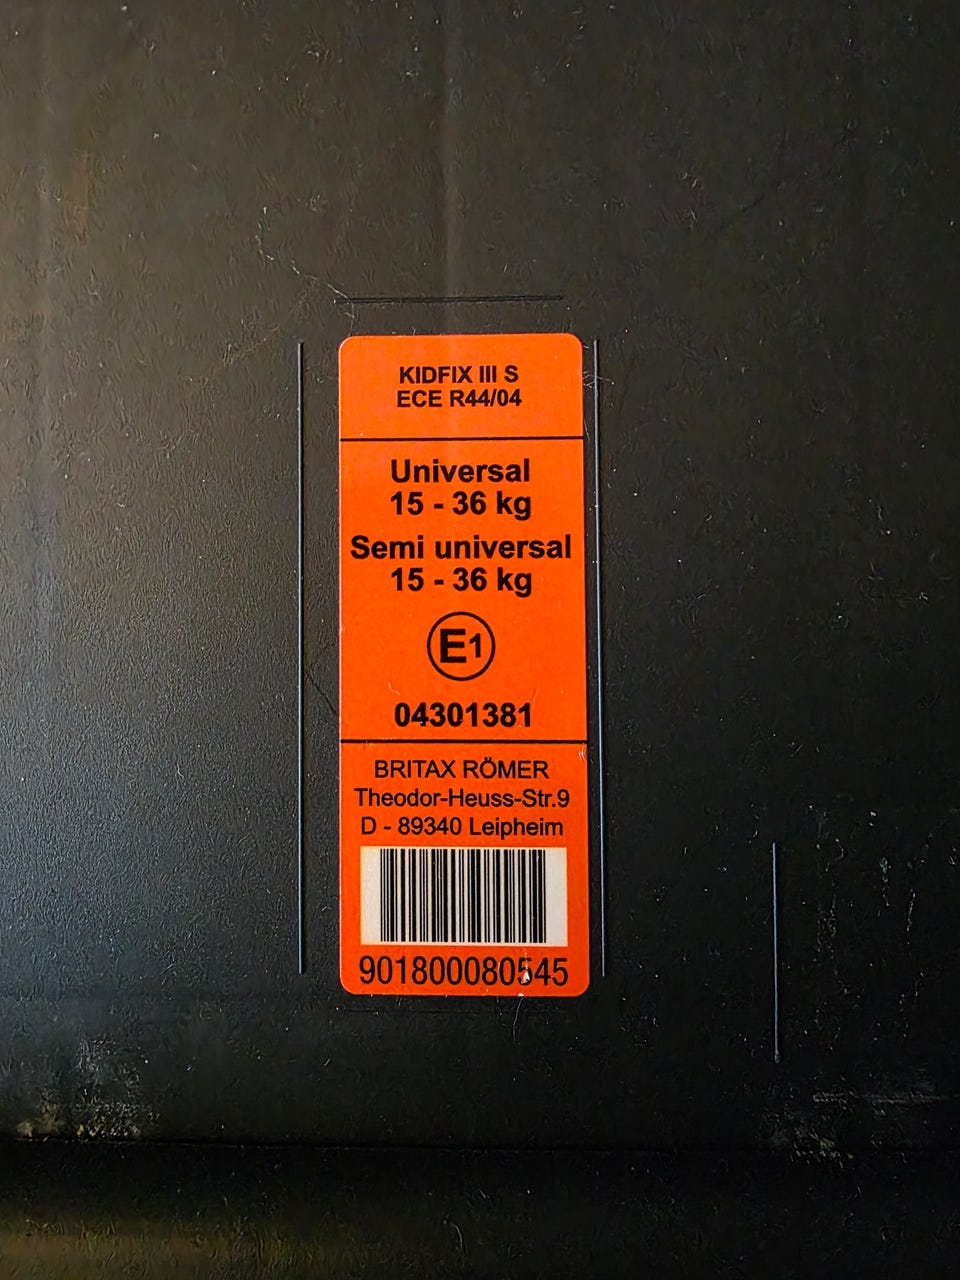 KIDFIX III S
ECE R44/04
Universal
15 - 36 kg
Semi universal
15 - 36 kg
E1
04301381
BRITAX RÖMER
Theodor-Heuss-Str.9
D - 89340 Leipheim
901800080545